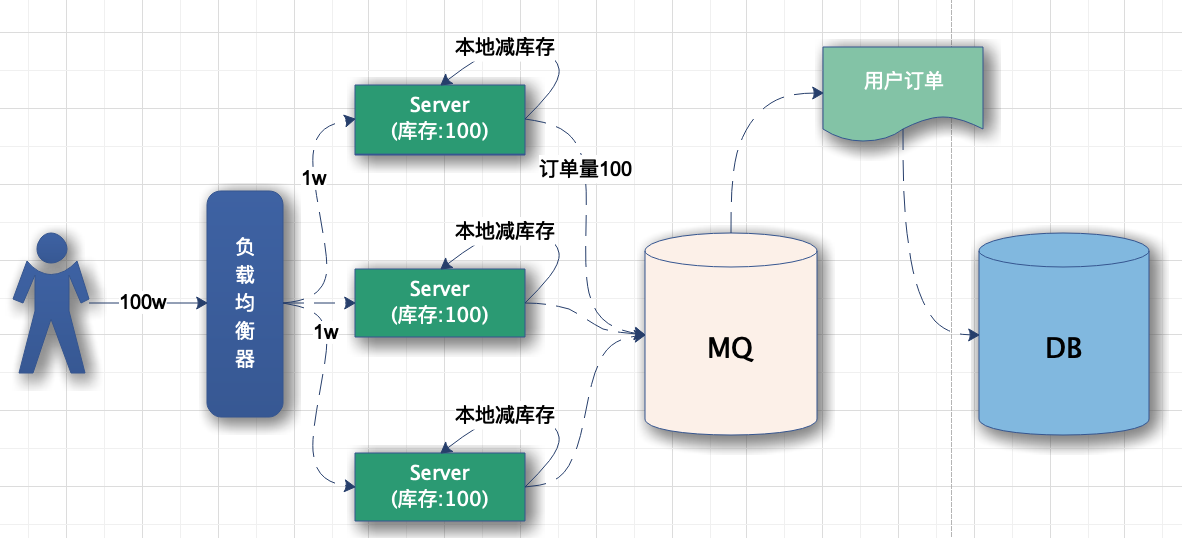 100w
负
载
均
衡
器
1w
1w
本地减库存
Server
(库存:100)
本地减库存
Server
(库存:100)
本地减库存
Server
(库存:100)
订单量100
MQ
用户订单
DB